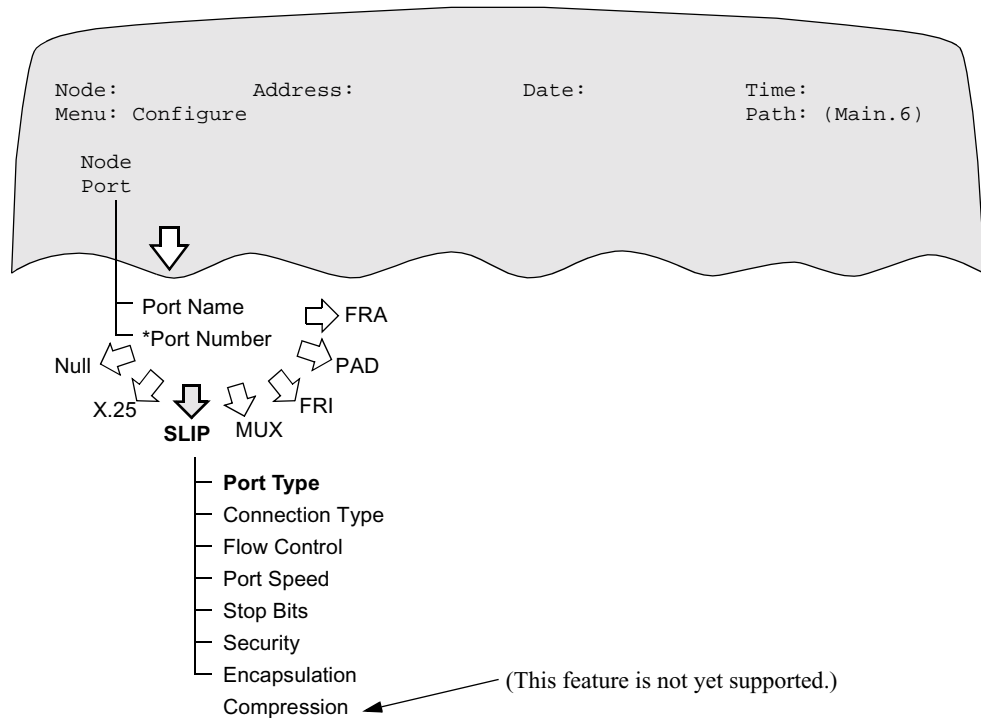 Node: Address: Date: Time:
Menu: Configure Path: (Main.6)
Node
Port
Port Name
*Port Number
FRA
Null
PAD
X.25
FRI
SLIP
MUX
Port Type
Connection Type
Flow Control
Port Speed
Stop Bits
Security
Encapsulation
(This feature is not yet supported.)
Compression